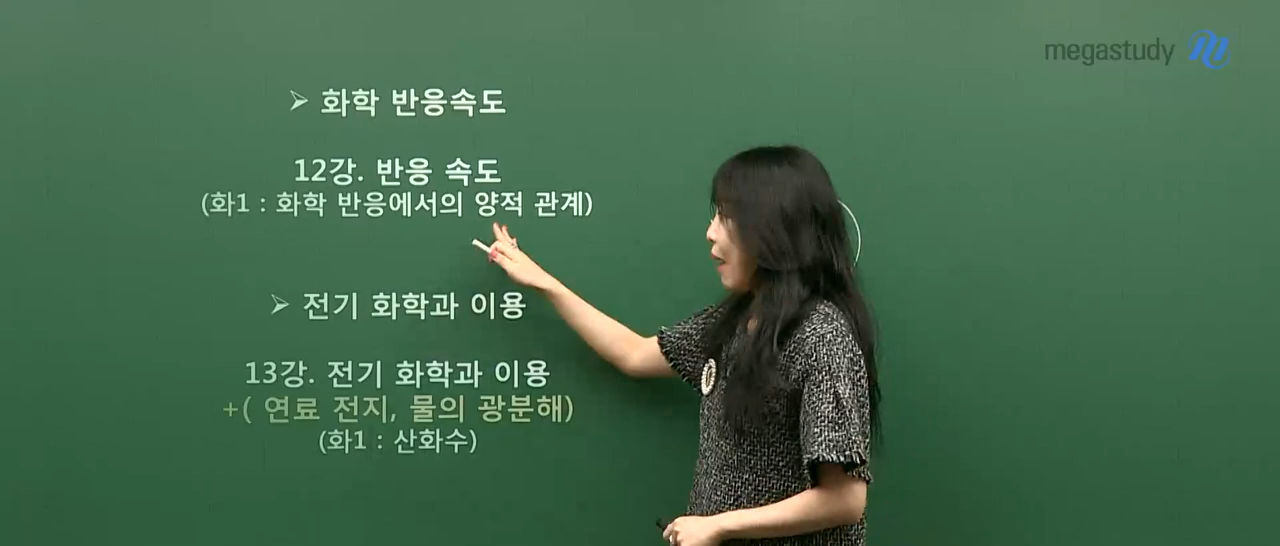 megastudy
➢ 화학 반응속도
12강. 반응 속도
(화1 : 화학 반응에서의 양적 관계)
➢ 전기 화학과 이용
13강. 전기 화학과 이용
+( 연료 전지, 물의 광분해)
(화1 : 산화수)